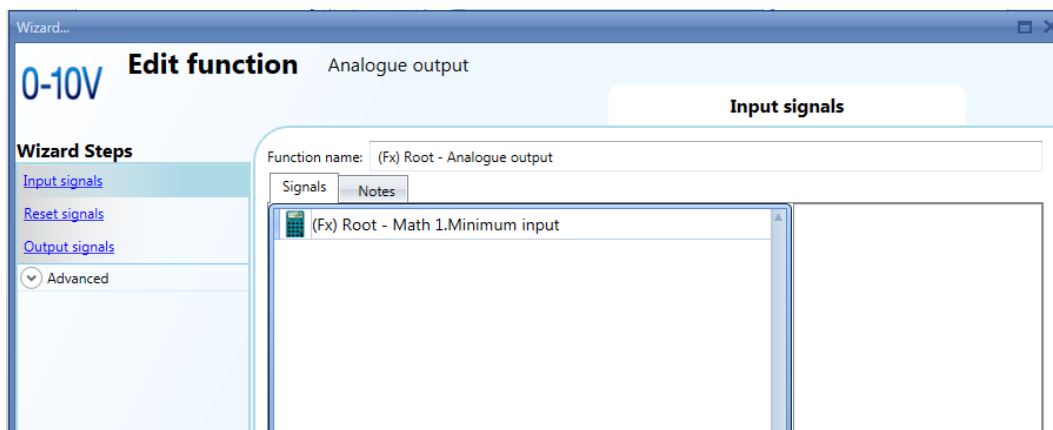 Wizard...
0-10V
Edit function
Analogue output
Input signals
Wizard Steps
Input signals
Reset signals
Output signals
Advanced
Function name: (Fx) Root - Analogue output
Signals
Notes
(Fx) Root - Math 1.Minimum input